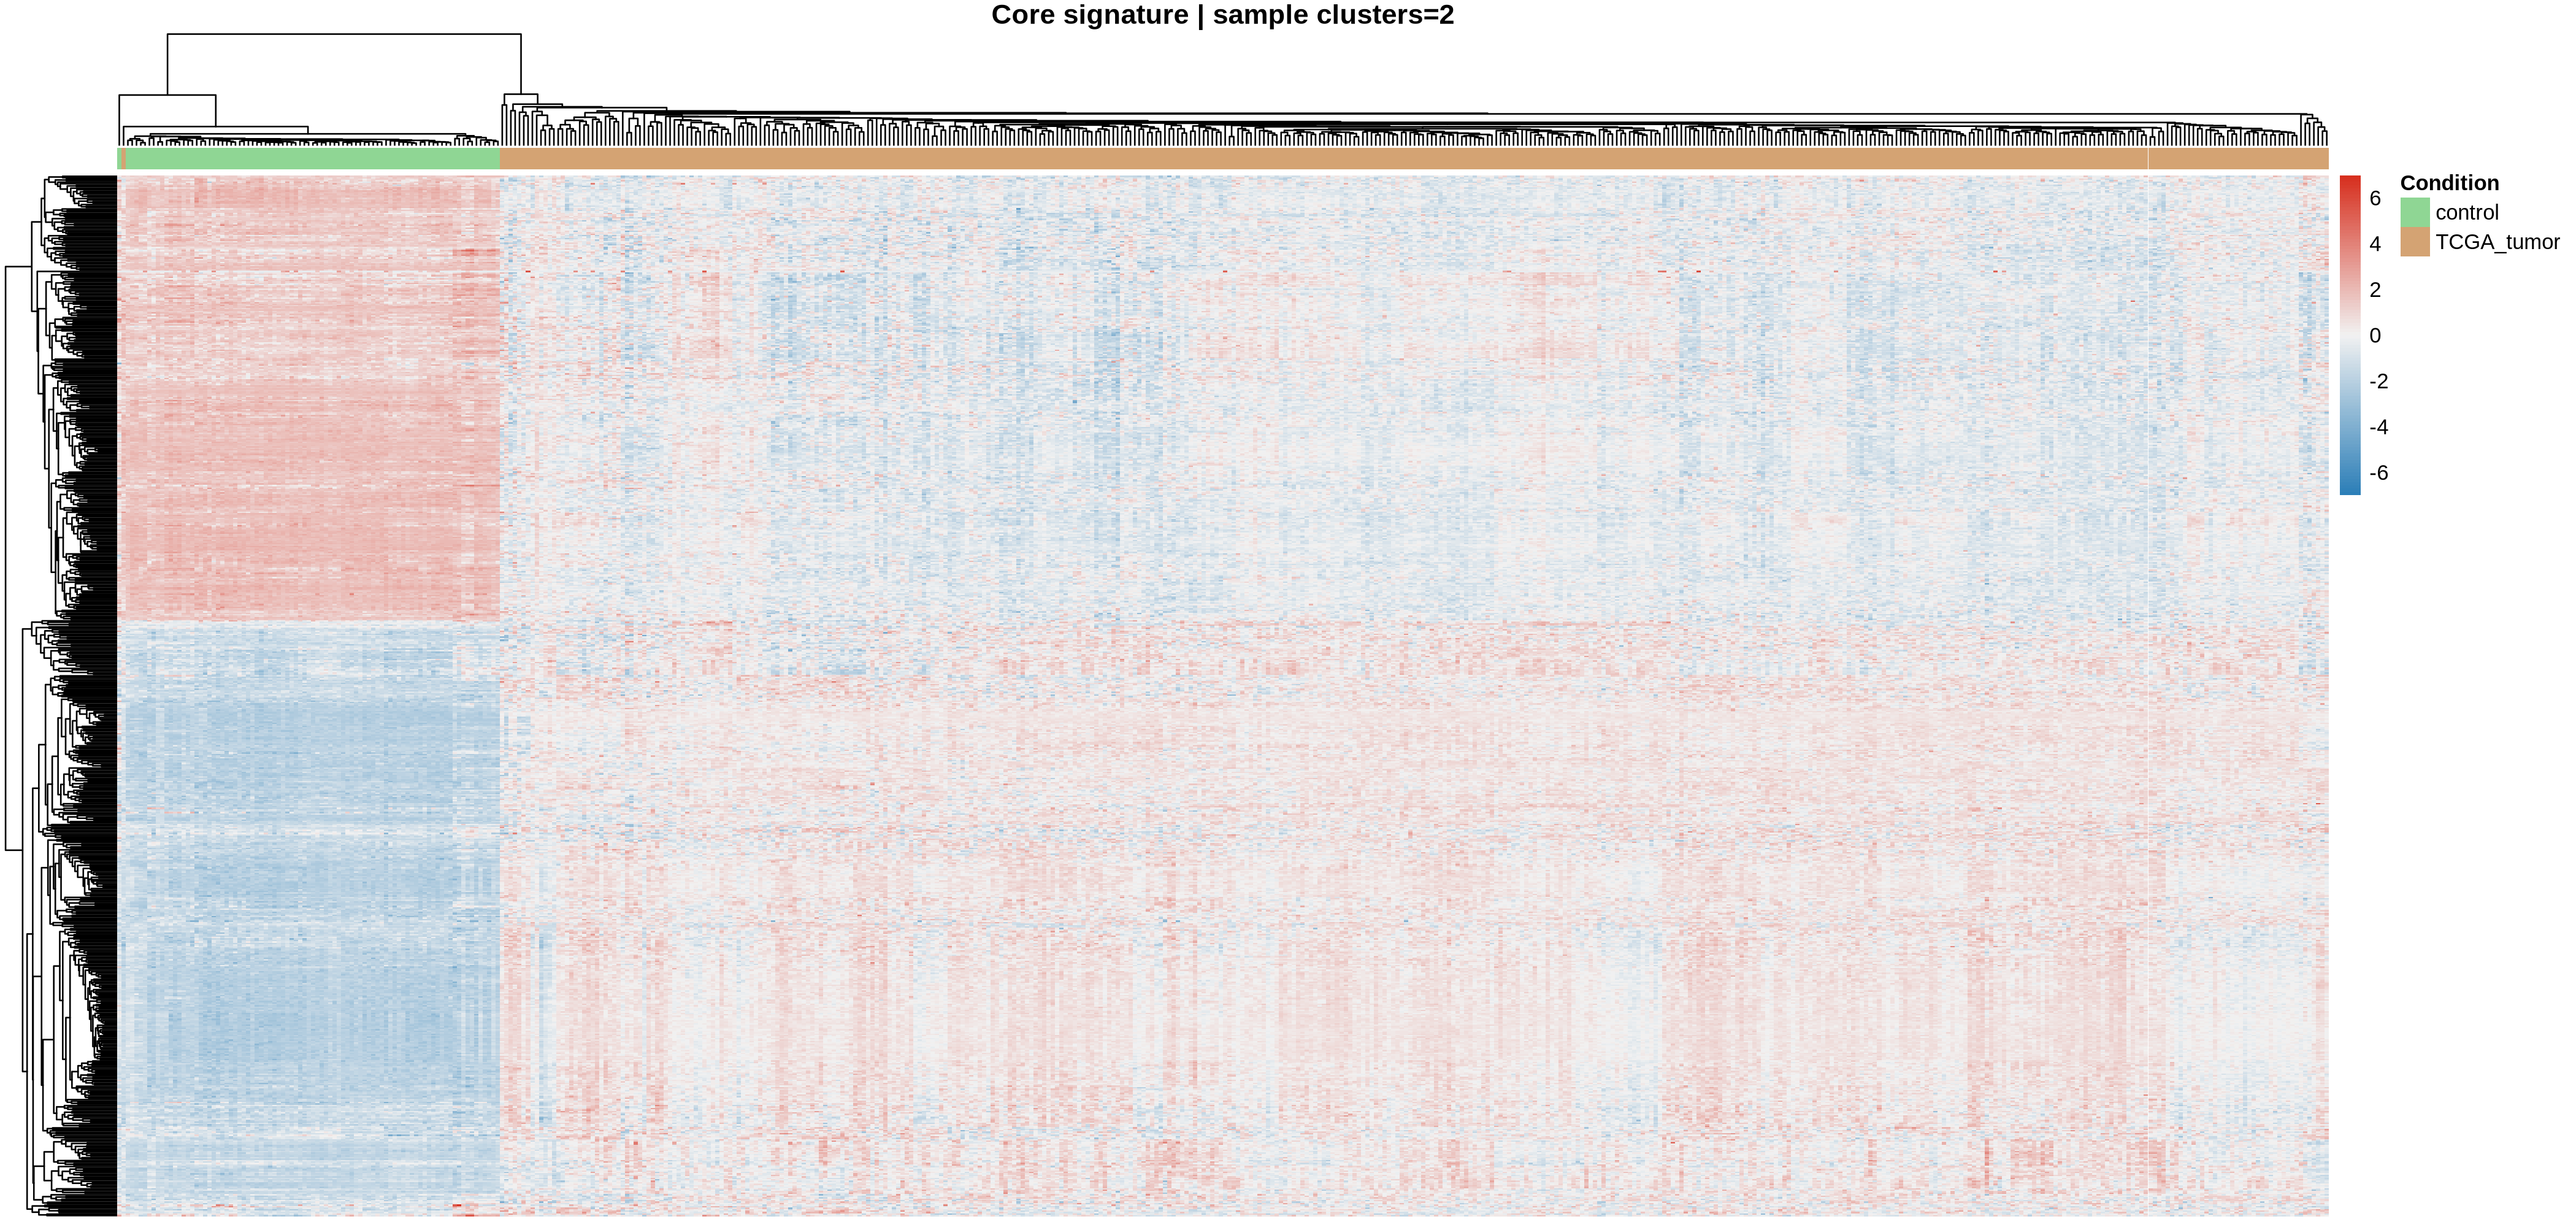 Core signature | sample clusters=2
6
4
2
0
-2
-4
-6
Condition
control
TCGA_tumor